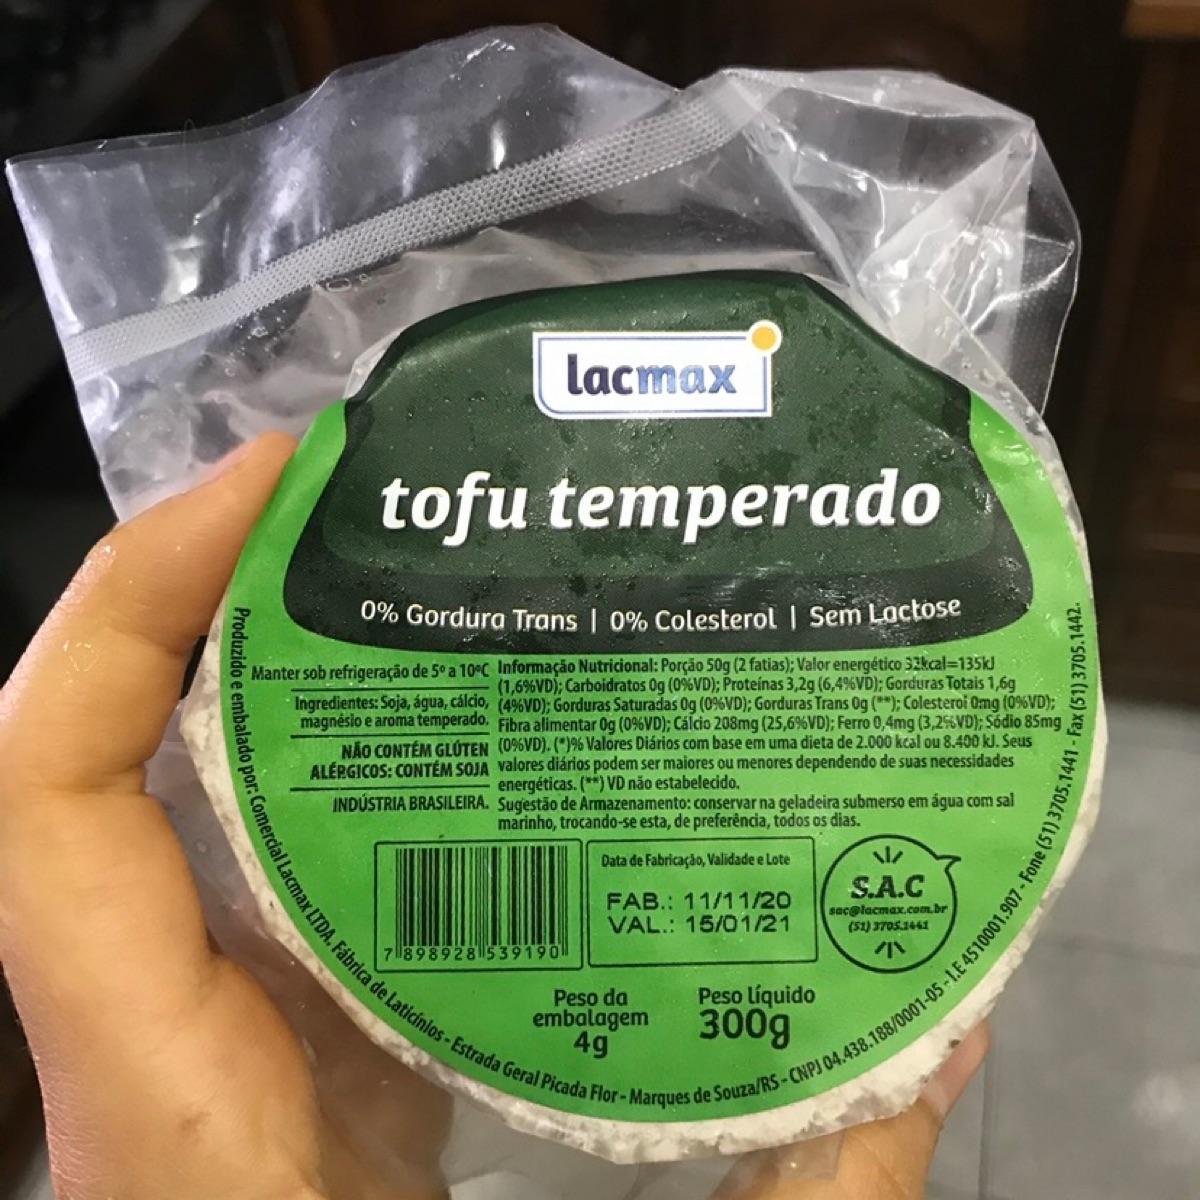 lacmax
tofu temperado
0% Gordura Trans | 0% Colesterol | Sem Lactose
Manter sob refrigeração de 5º a 10ºC
Ingredientes: Soja, água, cálcio,
magnésio e aroma temperado.
NÃO CONTÉM GLÚTEN
ALÉRGICOS: CONTÉM SOJA
INDÚSTRIA BRASILEIRA.
Informação Nutricional: Porção 50g (2 fatias); Valor energético 32kcal=135kJ
(1,6%VD); Carboidratos 0g (0%VD); Proteínas 3,2g (6,4%VD); Gorduras Totais 1,6g
(4%VD); Gorduras Saturadas 0g (0%VD); Gorduras Trans 0g (**); Colesterol 0mg (0%VD);
Fibra alimentar 0g (0%VD); Cálcio 208mg (25,6%VD); Ferro 0,4mg (3,2%VD); Sódio 85mg
(0%VD). (*)% Valores Diários com base em uma dieta de 2.000 kcal ou 8.400 kJ. Seus
valores diários podem ser maiores ou menores dependendo de suas necessidades
energéticas. (**) VD não estabelecido.
Sugestão de Armazenamento: conservar na geladeira submerso em água com sal
marinho, trocando-se esta, de preferência, todos os dias.
7 898928 539190
Data de Fabricação, Validade e Lote
FAB.: 11/11/20
VAL.: 15/01/21
S.A.C
sac@lacmax.com.br
(51) 3705.1441
Peso da
embalagem
4g
Peso líquido
300g
Produzido e embalado por: Comercial Lacmax LTDA. Fábrica de Laticínios - Estrada Geral Picada Flor - Marques de Souza/RS - CNPJ 04.438.188/0001-05 - I.E 4510001.907 - Fone (51) 3705.1441 - Fax (51) 3705.1442.